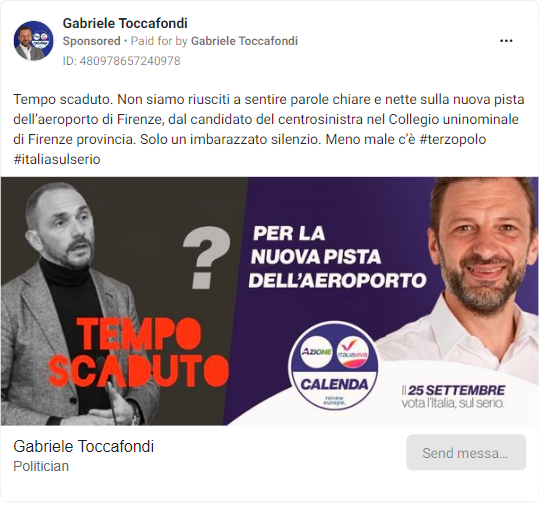 Gabriele Toccafondi
Sponsored • Paid for by Gabriele Toccafondi
ID: 480978657240978
Tempo scaduto. Non siamo riusciti a sentire parole chiare e nette sulla nuova pista
dell’aeroporto di Firenze, dal candidato del centrosinistra nel Collegio uninominale
di Firenze provincia. Solo un imbarazzato silenzio. Meno male c’è #terzopolo
#italiasulserio
?
TEMPO
SCADUTO
PER LA
NUOVA PISTA
DELL'AEROPORTO
AZIONE
ITALIAVIVA
CALENDA
renew
europe.
Il 25 SETTEMBRE
vota l'Italia, sul serio.
Gabriele Toccafondi
Politician
Send messa...